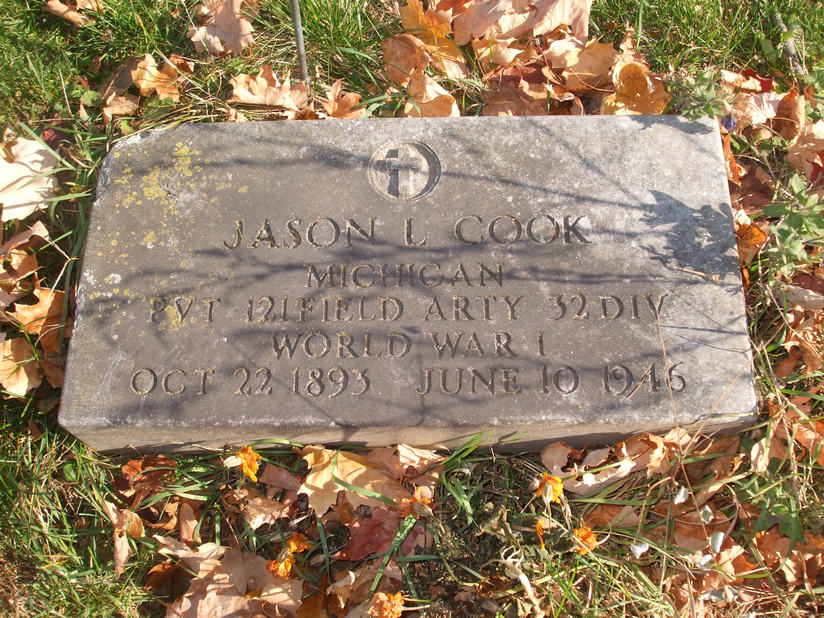 JASON L COOK
MICHIGAN
PVT 121 FIELD ARTY 32 DIV
WORLD WAR I
OCT 22 1893 JUNE 10 1946